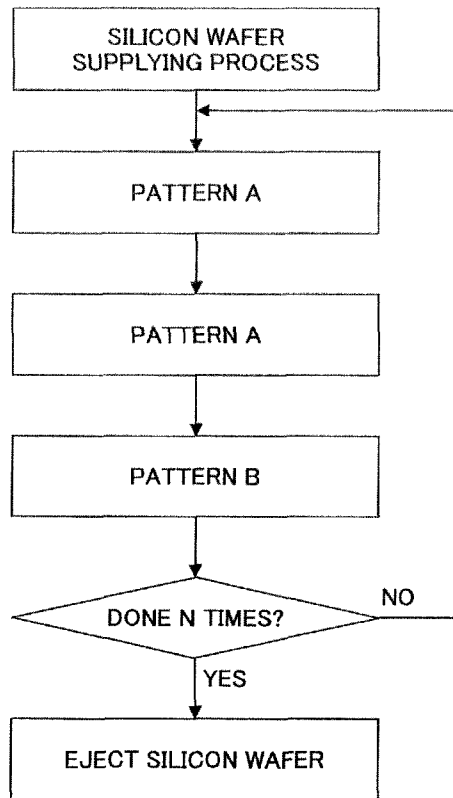 SILICON WAFER
SUPPLYING PROCESS
PATTERN A
PATTERN A
PATTERN B
DONE N TIMES?
NO
YES
EJECT SILICON WAFER